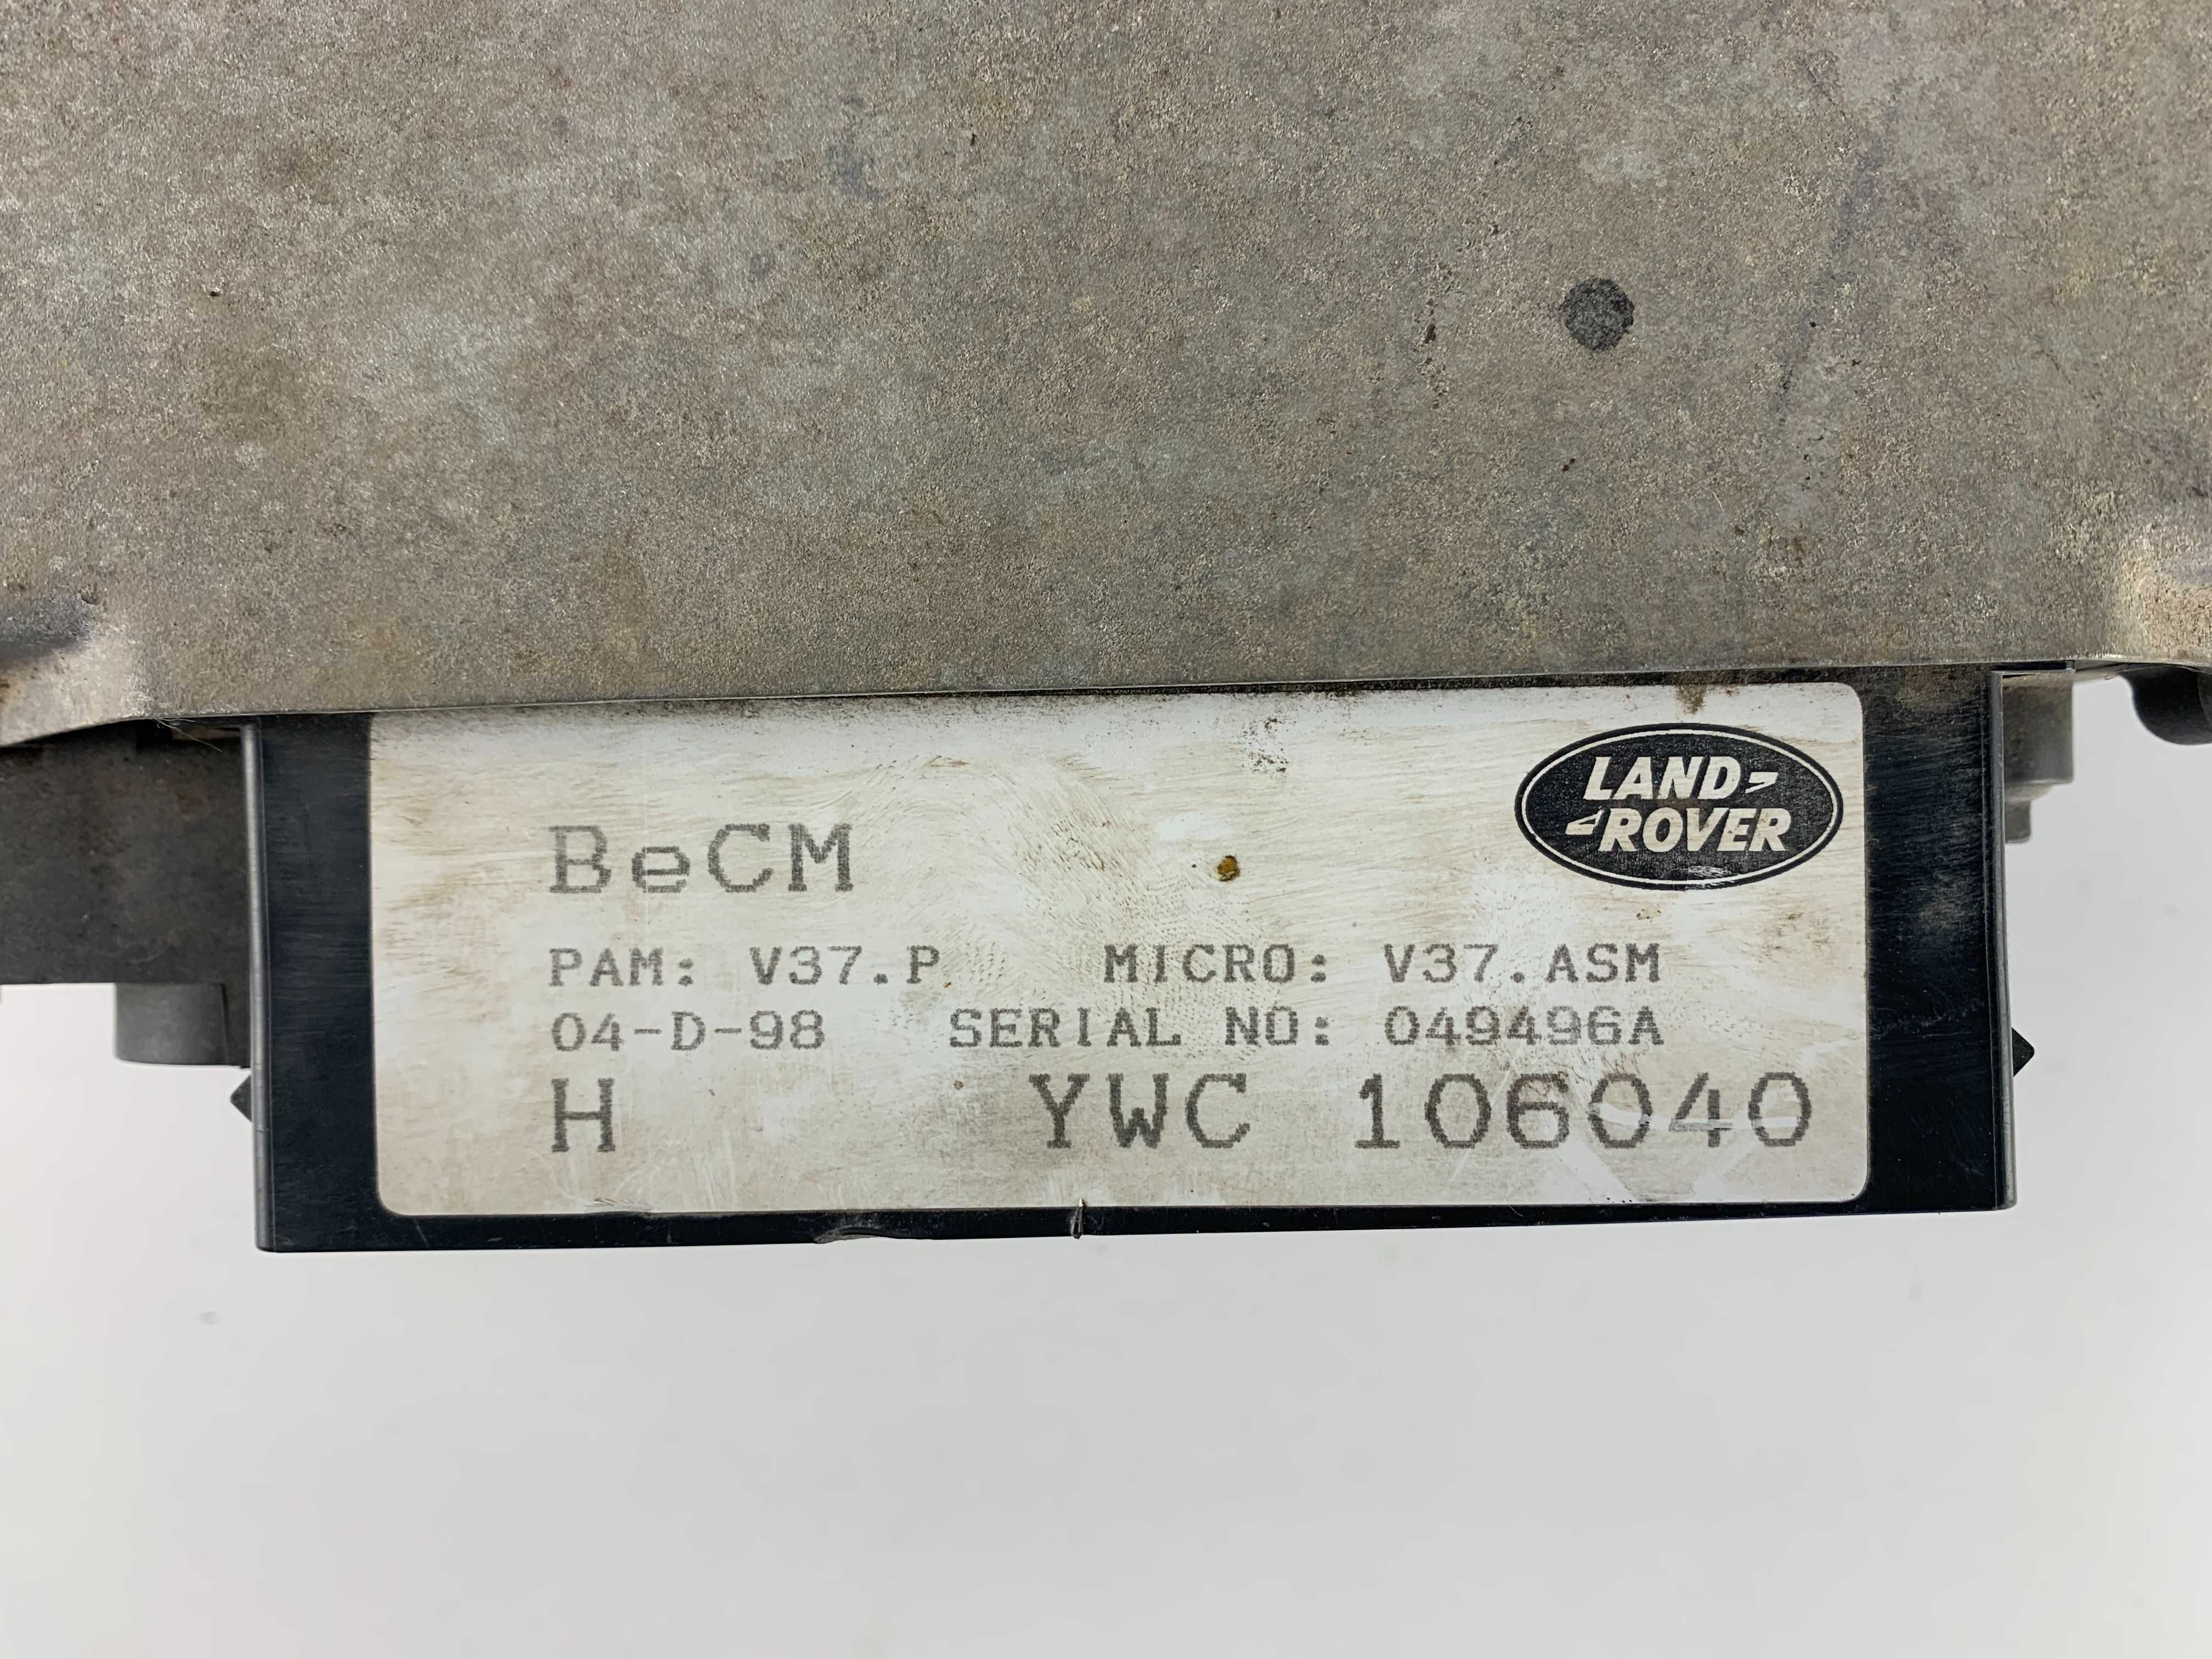 LAND-
ROVER
BeCM
PAM: V37.P MICRO: V37.ASM
04-D-98 SERIAL NO: 049496A
H YWC 106040